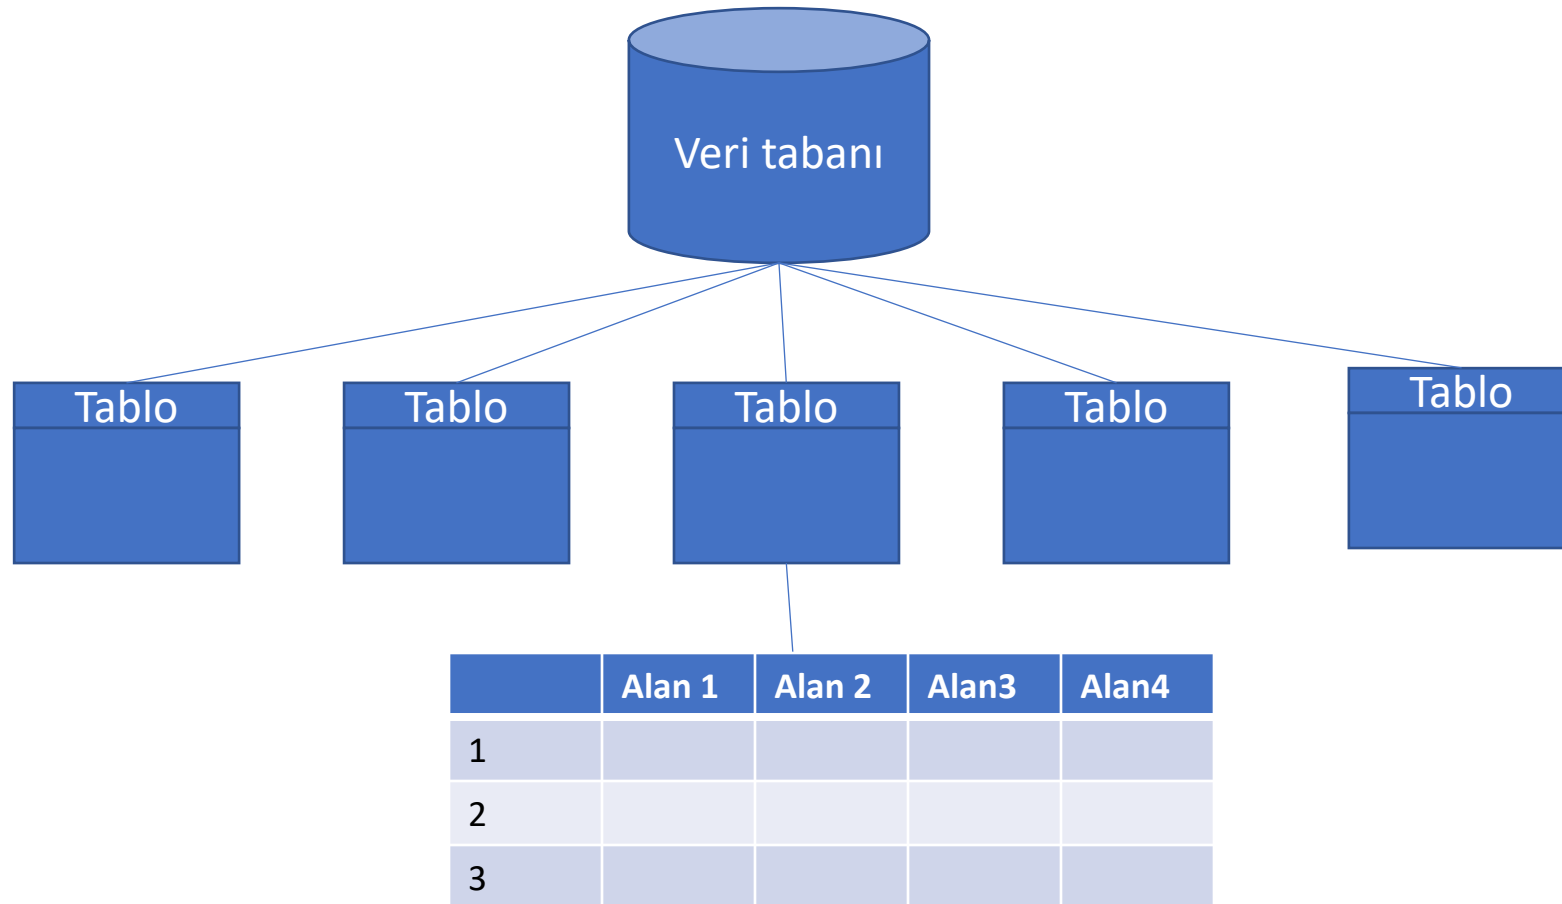 Veri tabanı
Tablo Tablo Tablo Tablo Tablo
Alan 1 Alan 2 Alan3 Alan4
1
2
3